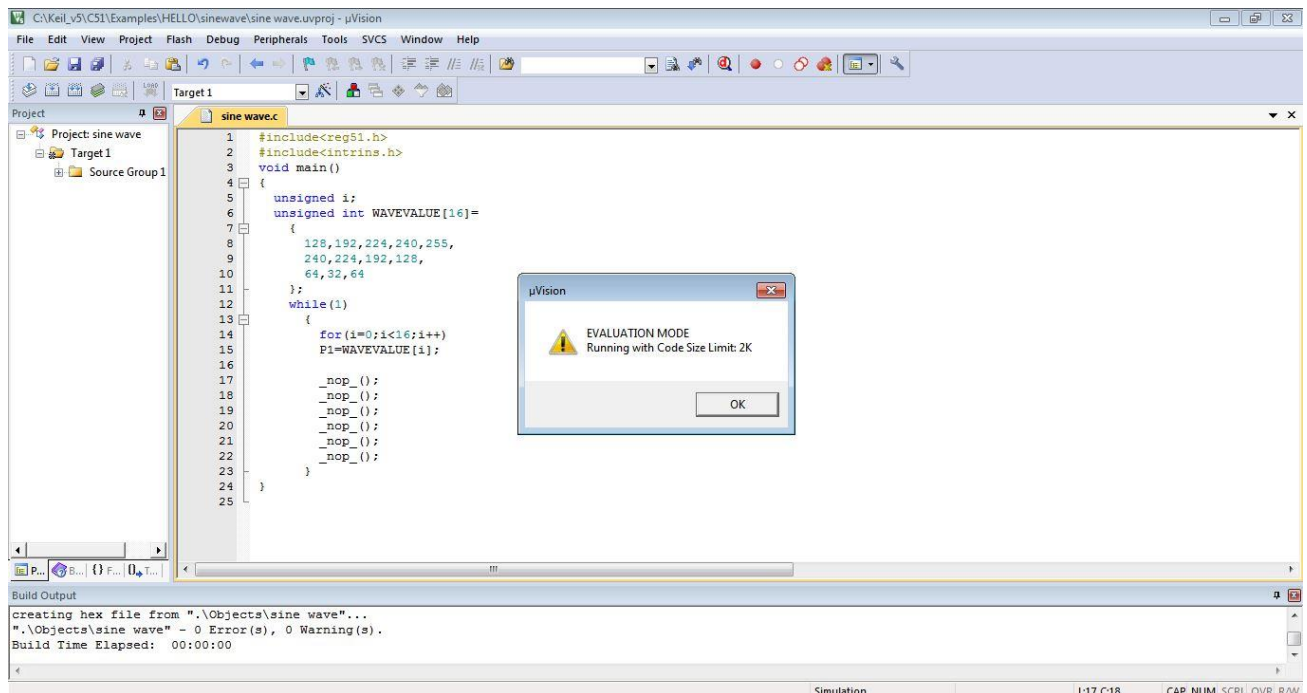 C:\Keil_v5\C51\Examples\HELLO\sinewave\sine wave.uvproj - µVision
File Edit View Project Flash Debug Peripherals Tools SVCS Window Help
Target 1
Project
Project: sine wave
Target 1
Source Group 1
sine wave.c
1 #include<reg51.h>
2 #include<intrins.h>
3 void main()
4 {
5 unsigned i;
6 unsigned int WAVEVALUE[16]=
7 {
8 128,192,224,240,255,
9 240,224,192,128,
10 64,32,64
11 };
12 while(1)
13 {
14 for(i=0;i<16;i++)
15 P1=WAVEVALUE[i];
16
17 _nop_();
18 _nop_();
19 _nop_();
20 _nop_();
21 _nop_();
22 _nop_();
23 }
24 }
25
µVision
EVALUATION MODE
Running with Code Size Limit: 2K
OK
P... B... {} F... 0 T...
Build Output
creating hex file from ".\Objects\sine wave"...
".\Objects\sine wave" - 0 Error(s), 0 Warning(s).
Build Time Elapsed: 00:00:00
Simulation L:17 C:18 CAP NUM SCRL OVR R/W